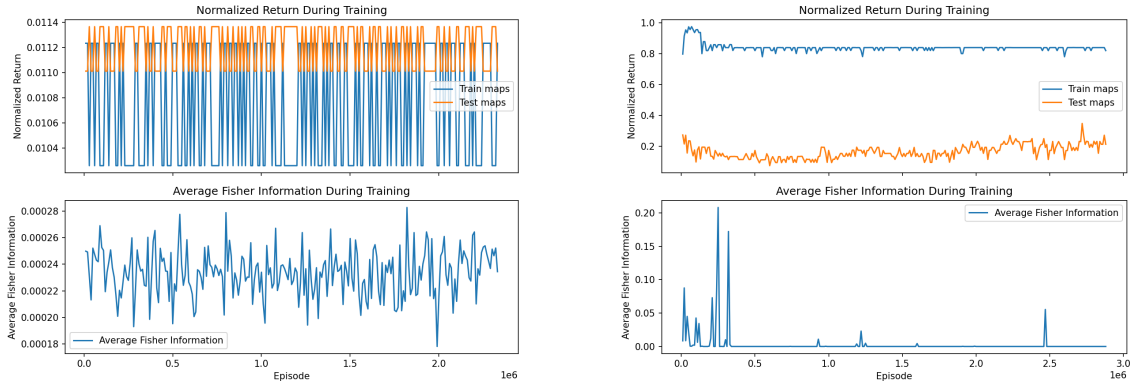 Normalized Return During Training
Normalized Return
0.0114
0.0112
0.0110
0.0108
0.0106
0.0104
Train maps
Test maps
Average Fisher Information During Training
Average Fisher Information
0.00028
0.00026
0.00024
0.00022
0.00020
0.00018
Average Fisher Information
0.0
0.5
1.0
1.5
2.0
1e6
Episode
Normalized Return During Training
Normalized Return
1.0
0.8
0.6
0.4
0.2
Train maps
Test maps
Average Fisher Information During Training
Average Fisher Information
0.20
0.15
0.10
0.05
0.00
Average Fisher Information
0.0
0.5
1.0
1.5
2.0
2.5
3.0
1e6
Episode